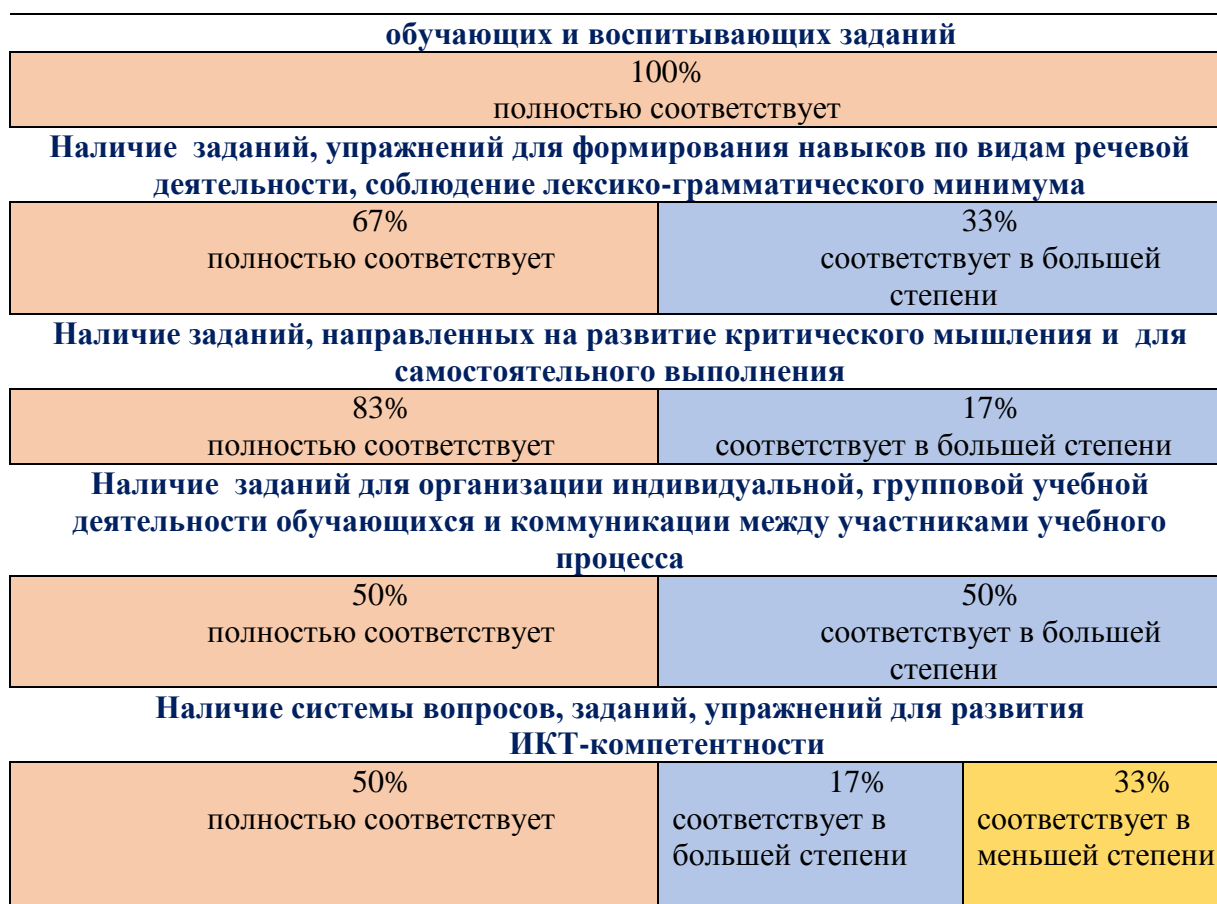 обучающих и воспитывающих заданий
100%
полностью соответствует
Наличие заданий, упражнений для формирования навыков по видам речевой
деятельности, соблюдение лексико-грамматического минимума
67%
полностью соответствует
33%
соответствует в большей
степени
Наличие заданий, направленных на развитие критического мышления и для
самостоятельного выполнения
83%
полностью соответствует
17%
соответствует в большей степени
Наличие заданий для организации индивидуальной, групповой учебной
деятельности обучающихся и коммуникации между участниками учебного
процесса
50%
полностью соответствует
50%
соответствует в большей
степени
Наличие системы вопросов, заданий, упражнений для развития
ИКТ-компетентности
50%
полностью соответствует
17%
соответствует в
большей степени
33%
соответствует в
меньшей степени